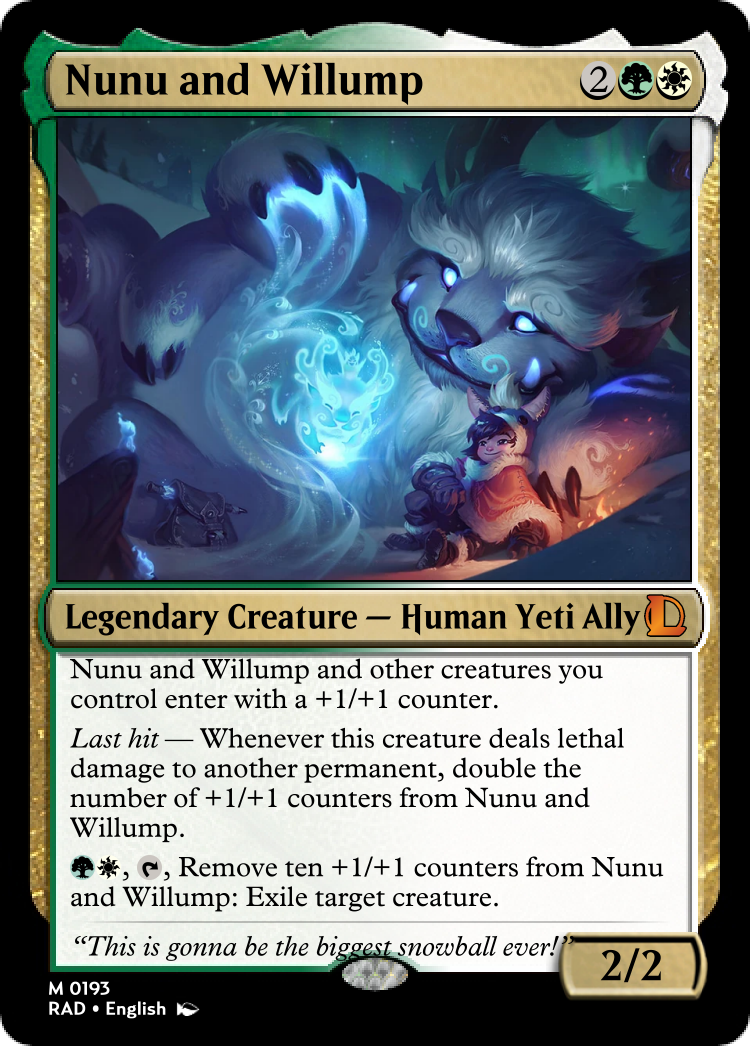 Nunu and Willump 2
Legendary Creature — Human Yeti Ally
Nunu and Willump and other creatures you
control enter with a +1/+1 counter.
Last hit — Whenever this creature deals lethal
damage to another permanent, double the
number of +1/+1 counters from Nunu and
Willump.
, , Remove ten +1/+1 counters from Nunu
and Willump: Exile target creature.
“This is gonna be the biggest snowball ever!”
2/2
M 0193
RAD • English